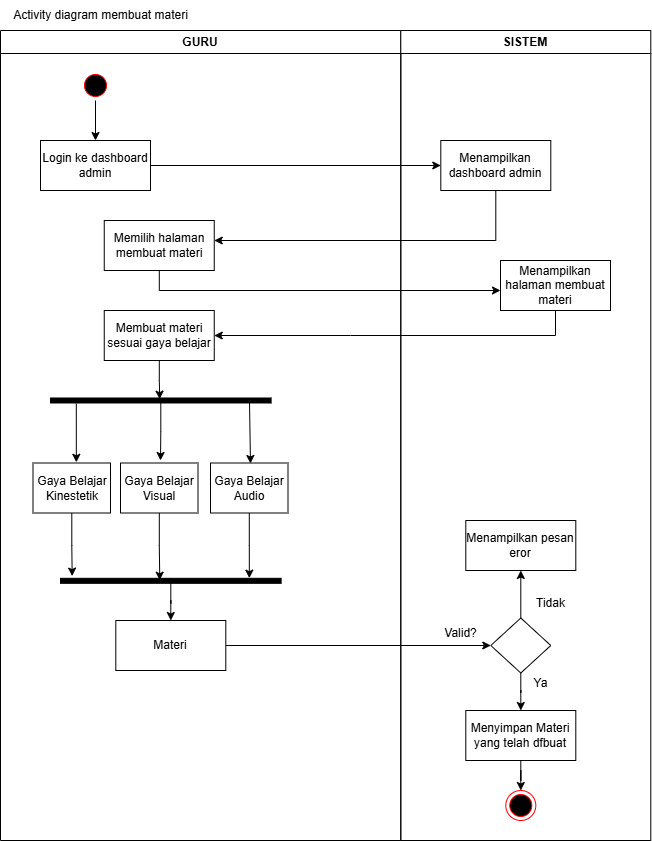 Activity diagram membuat materi
GURU
SISTEM
Login ke dashboard
admin
Menampilkan
dashboard admin
Memilih halaman
membuat materi
Menampilkan
halaman membuat
materi
Membuat materi
sesuai gaya belajar
Gaya Belajar
Kinestetik
Gaya Belajar
Visual
Gaya Belajar
Audio
Menampilkan pesan
eror
Tidak
Materi
Valid?
Ya
Menyimpan Materi
yang telah dfbuat